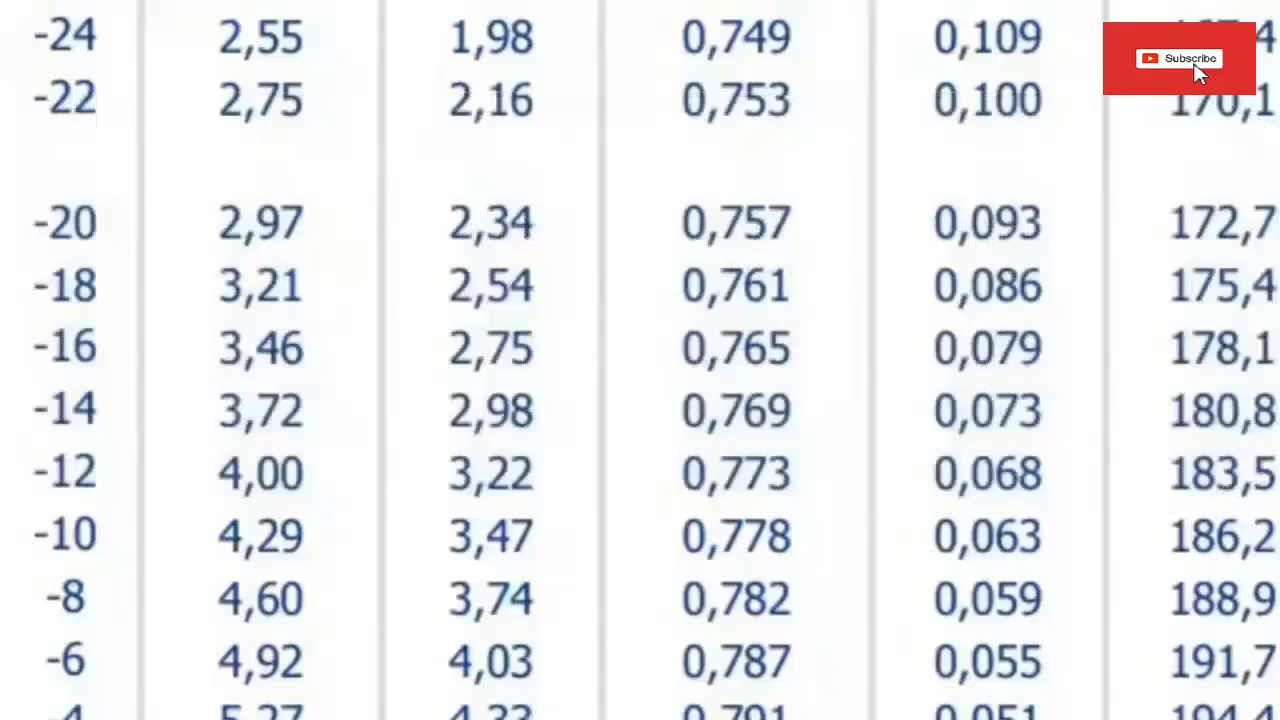 -24 2,55 1,98 0,749 0,109
Subscribe
-22 2,75 2,16 0,753 0,100 170,1
-20 2,97 2,34 0,757 0,093 172,7
-18 3,21 2,54 0,761 0,086 175,4
-16 3,46 2,75 0,765 0,079 178,1
-14 3,72 2,98 0,769 0,073 180,8
-12 4,00 3,22 0,773 0,068 183,5
-10 4,29 3,47 0,778 0,063 186,2
-8 4,60 3,74 0,782 0,059 188,9
-6 4,92 4,03 0,787 0,055 191,7